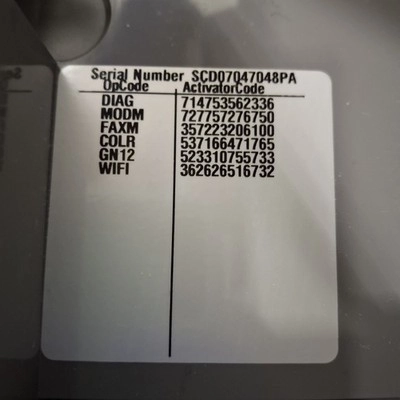 Serial Number SCD07047048PA
OpCode ActivatorCode
DIAG 714753562336
MODM 727757276750
FAXM 357223206100
COLR 537166471765
GN12 523310755733
WIFI 362626516732